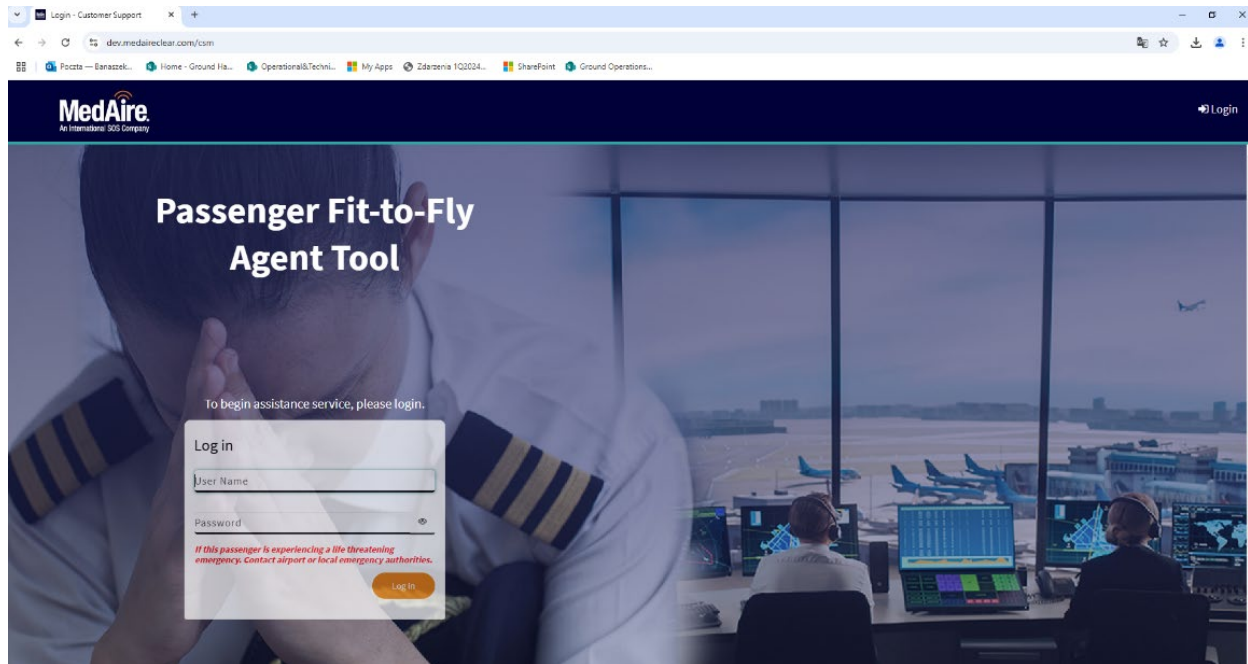 Login - Customer Support
dev.medaireclear.com/csm
Poczta — Banaszek...
Home - Ground Ha...
Operational&Techni...
My Apps
Zdarzenia 1Q2024...
SharePoint
Ground Operations...
MedAire.
An International SOS Company
Login
Passenger Fit-to-Fly
Agent Tool
To begin assistance service, please login.
Log in
User Name
Password
If this passenger is experiencing a life threatening
emergency. Contact airport or local emergency authorities.
Log In